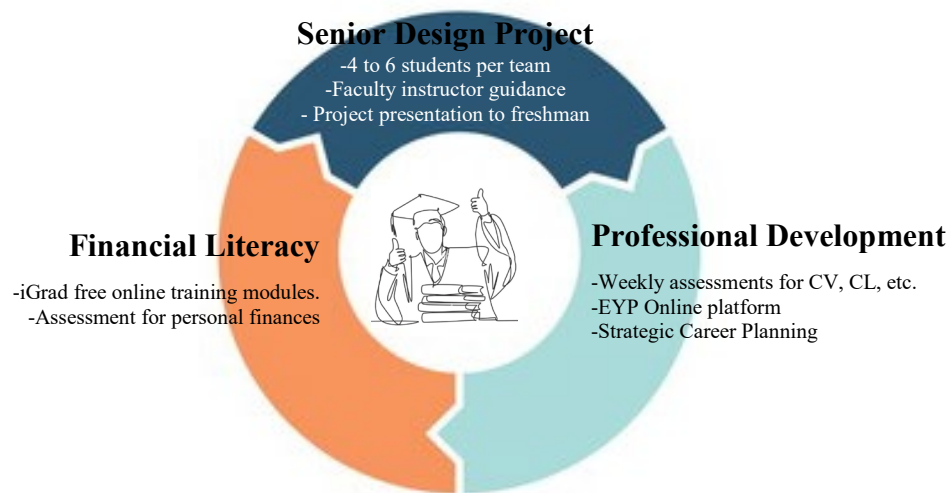 Senior Design Project
-4 to 6 students per team
-Faculty instructor guidance
- Project presentation to freshman
Financial Literacy
-iGrad free online training modules.
-Assessment for personal finances
Professional Development
-Weekly assessments for CV, CL, etc.
-EYP Online platform
-Strategic Career Planning